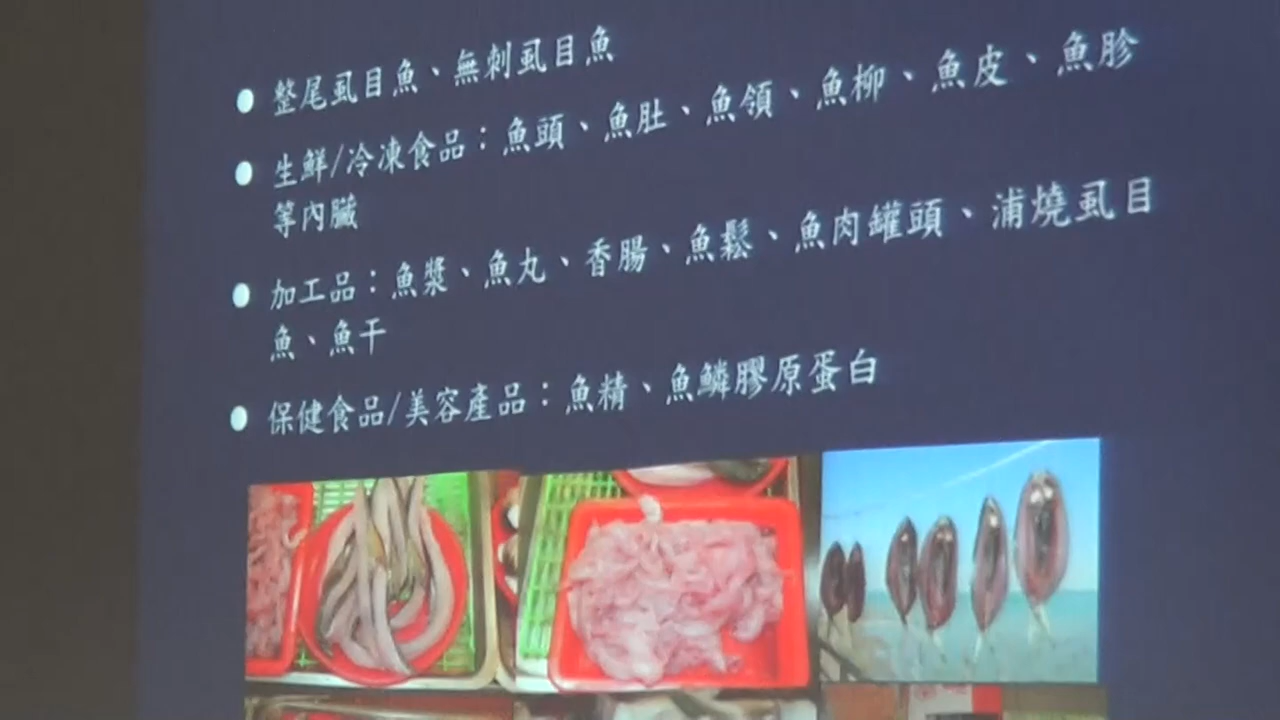 整尾虱目魚、無刺虱目魚
生鮮/冷凍食品：魚頭、魚肚、魚領、魚柳、魚皮、魚胗
等內臟
加工品：魚漿、魚丸、香腸、魚鬆、魚肉罐頭、浦燒虱目
魚、魚干
保健食品/美容產品：魚精、魚鱗膠原蛋白